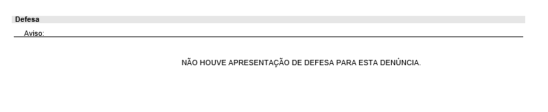 Defesa
Aviso:
NÃO HOUVE APRESENTAÇÃO DE DEFESA PARA ESTA DENÚNCIA.